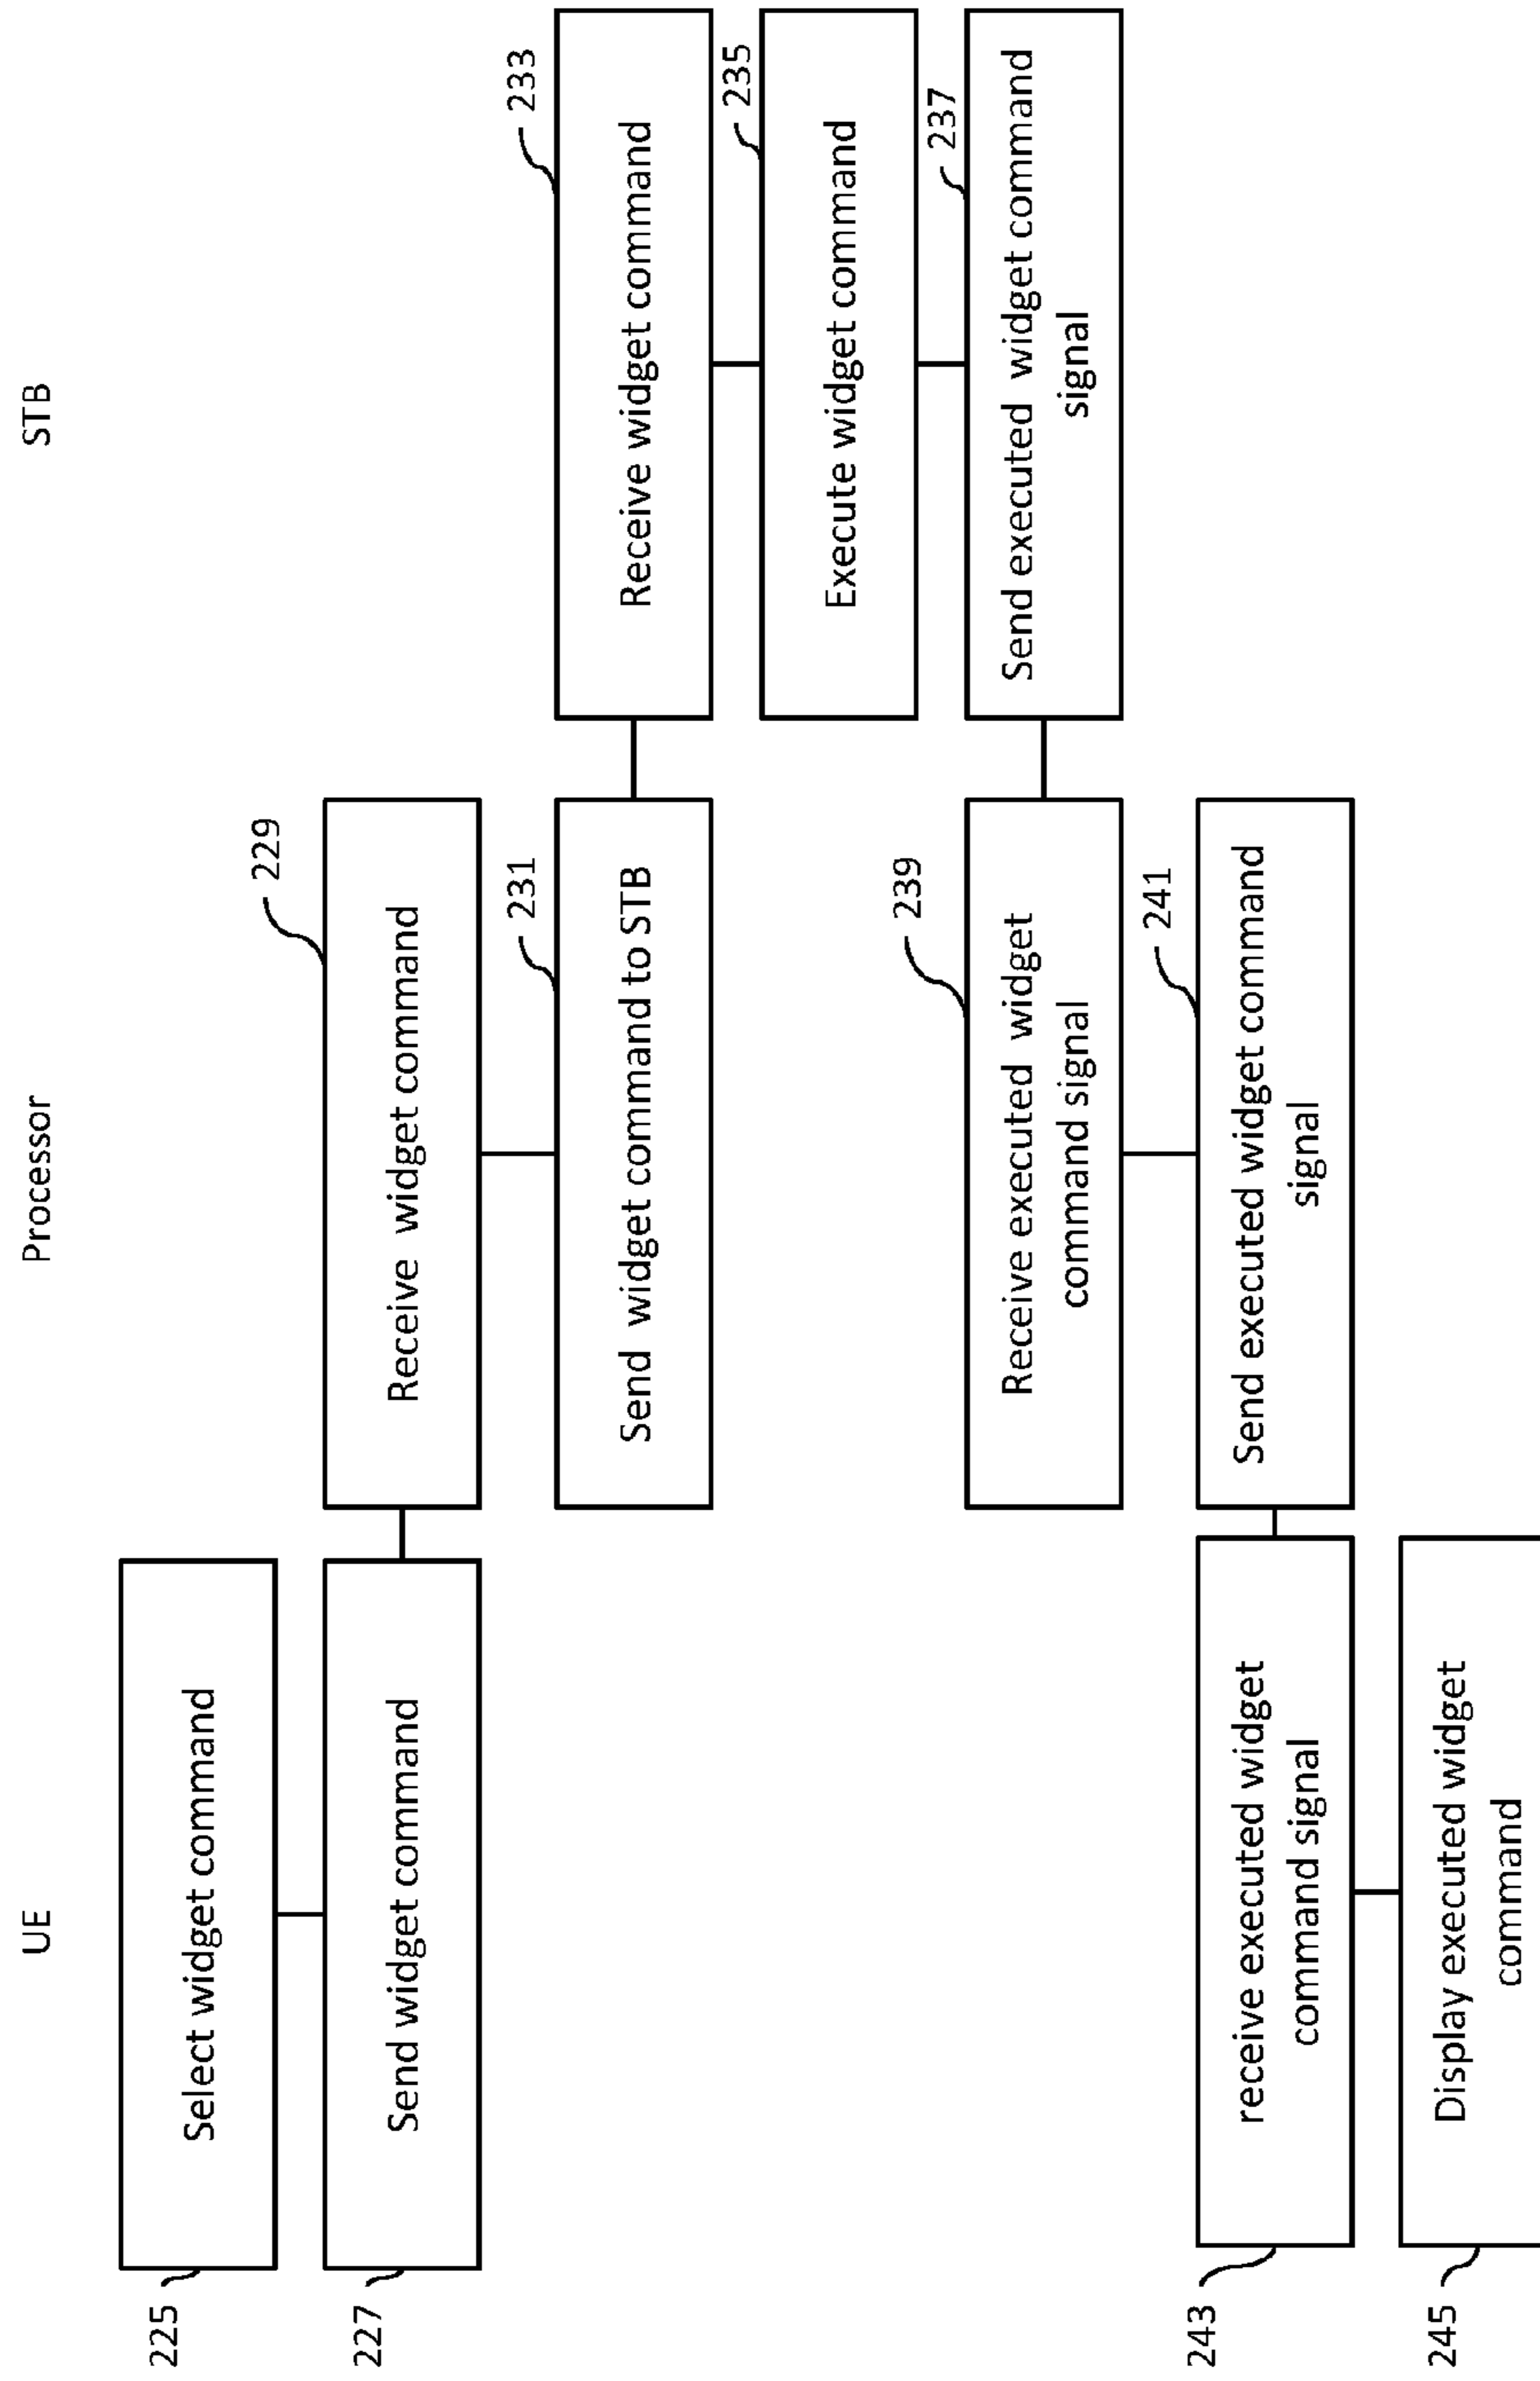 UE
Processor
STB
225
Select widget command
227
Send widget command
229
Receive widget command
231
Send widget command to STB
233
Receive widget command
235
Execute widget command
237
Send executed widget command
signal
239
Receive executed widget
command signal
241
Send executed widget command
signal
243
receive executed widget
command signal
245
Display executed widget
command